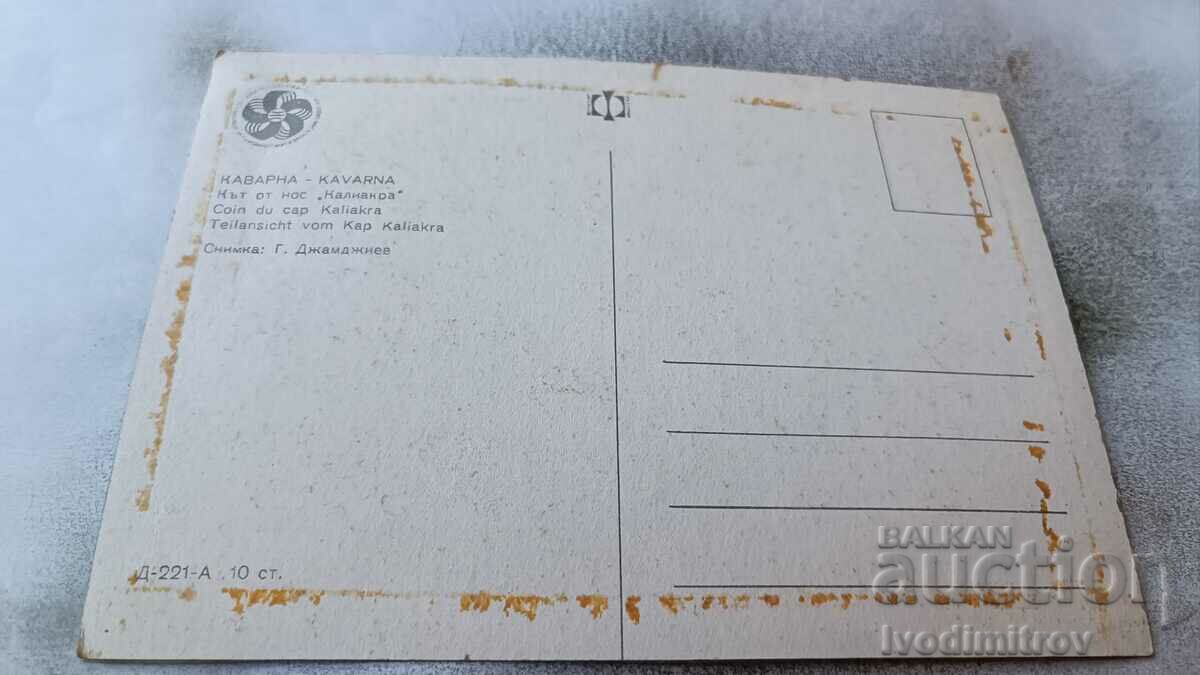 КАВАРНА - KAVARNA
Кът от нос „Калиакра“
Coin du cap Kaliakra
Teilansicht vom Kap Kaliakra
Снимка: Г. Джамджиев
Д-221-А 10 ст.
BALKAN
auction
Ivodimitrov